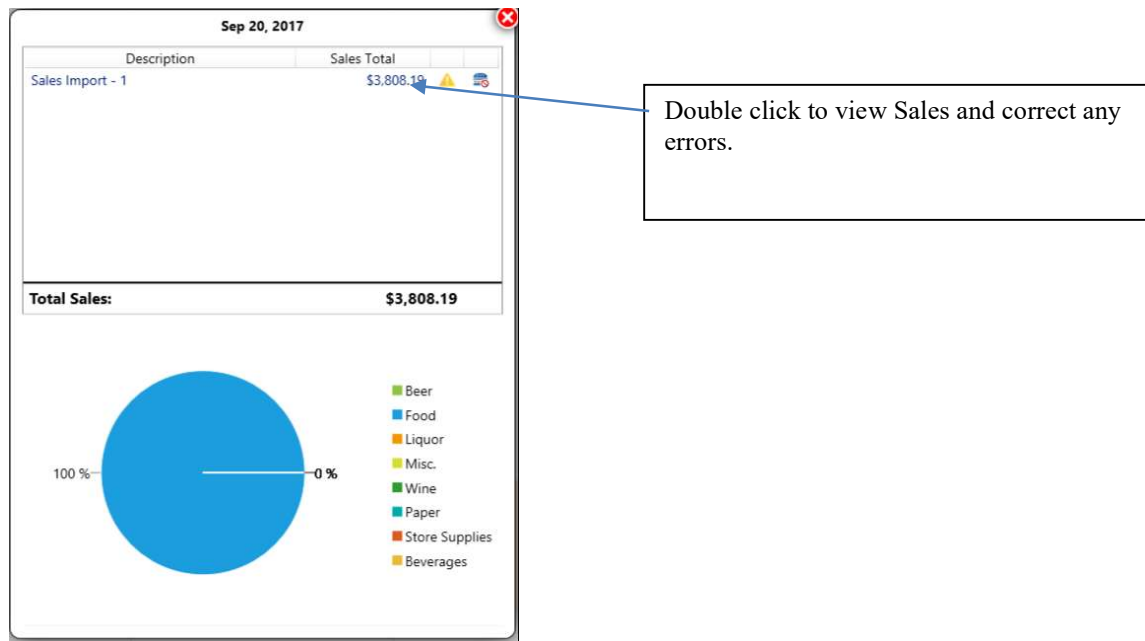 Sep 20, 2017
Description Sales Total
Sales Import - 1 $3,808.19
Double click to view Sales and correct any
errors.
Total Sales: $3,808.19
100 %
0 %
Beer
Food
Liquor
Misc.
Wine
Paper
Store Supplies
Beverages